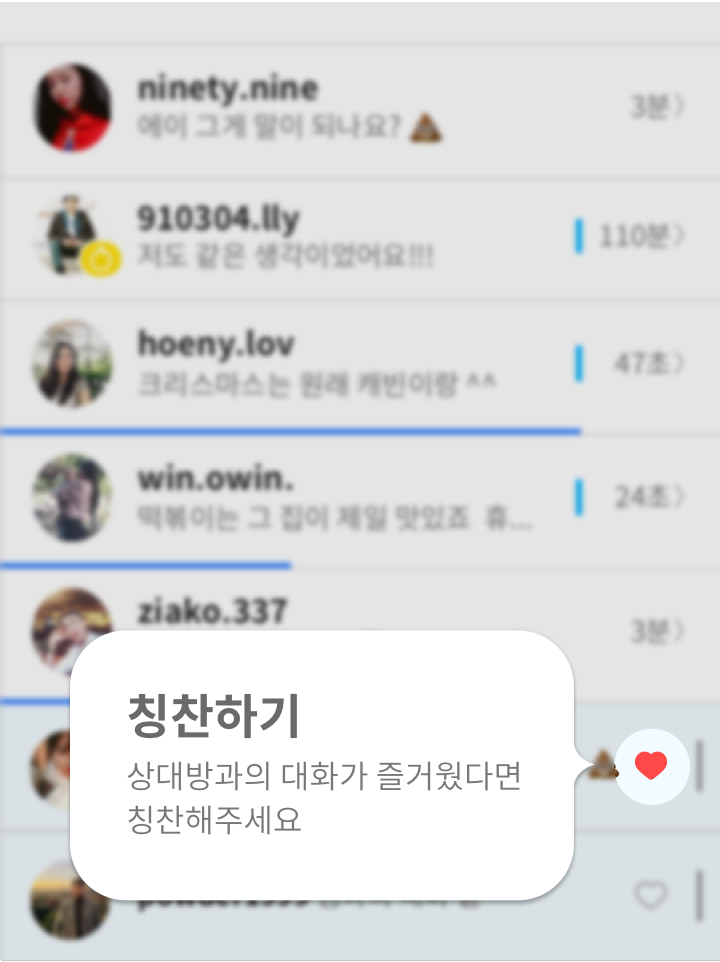 ninety.nine
에이 그게 말이 되나요? 💩
3분
910304.lly
저도 같은 생각이었어요!!!
110분
hoeny.lov
크리스마스는 원래 캐빈이랑 ^^
47초
win.owin.
떡볶이는 그 집이 제일 맛있죠 휴...
24초
ziako.337
3분
칭찬하기
상대방과의 대화가 즐거웠다면
칭찬해주세요